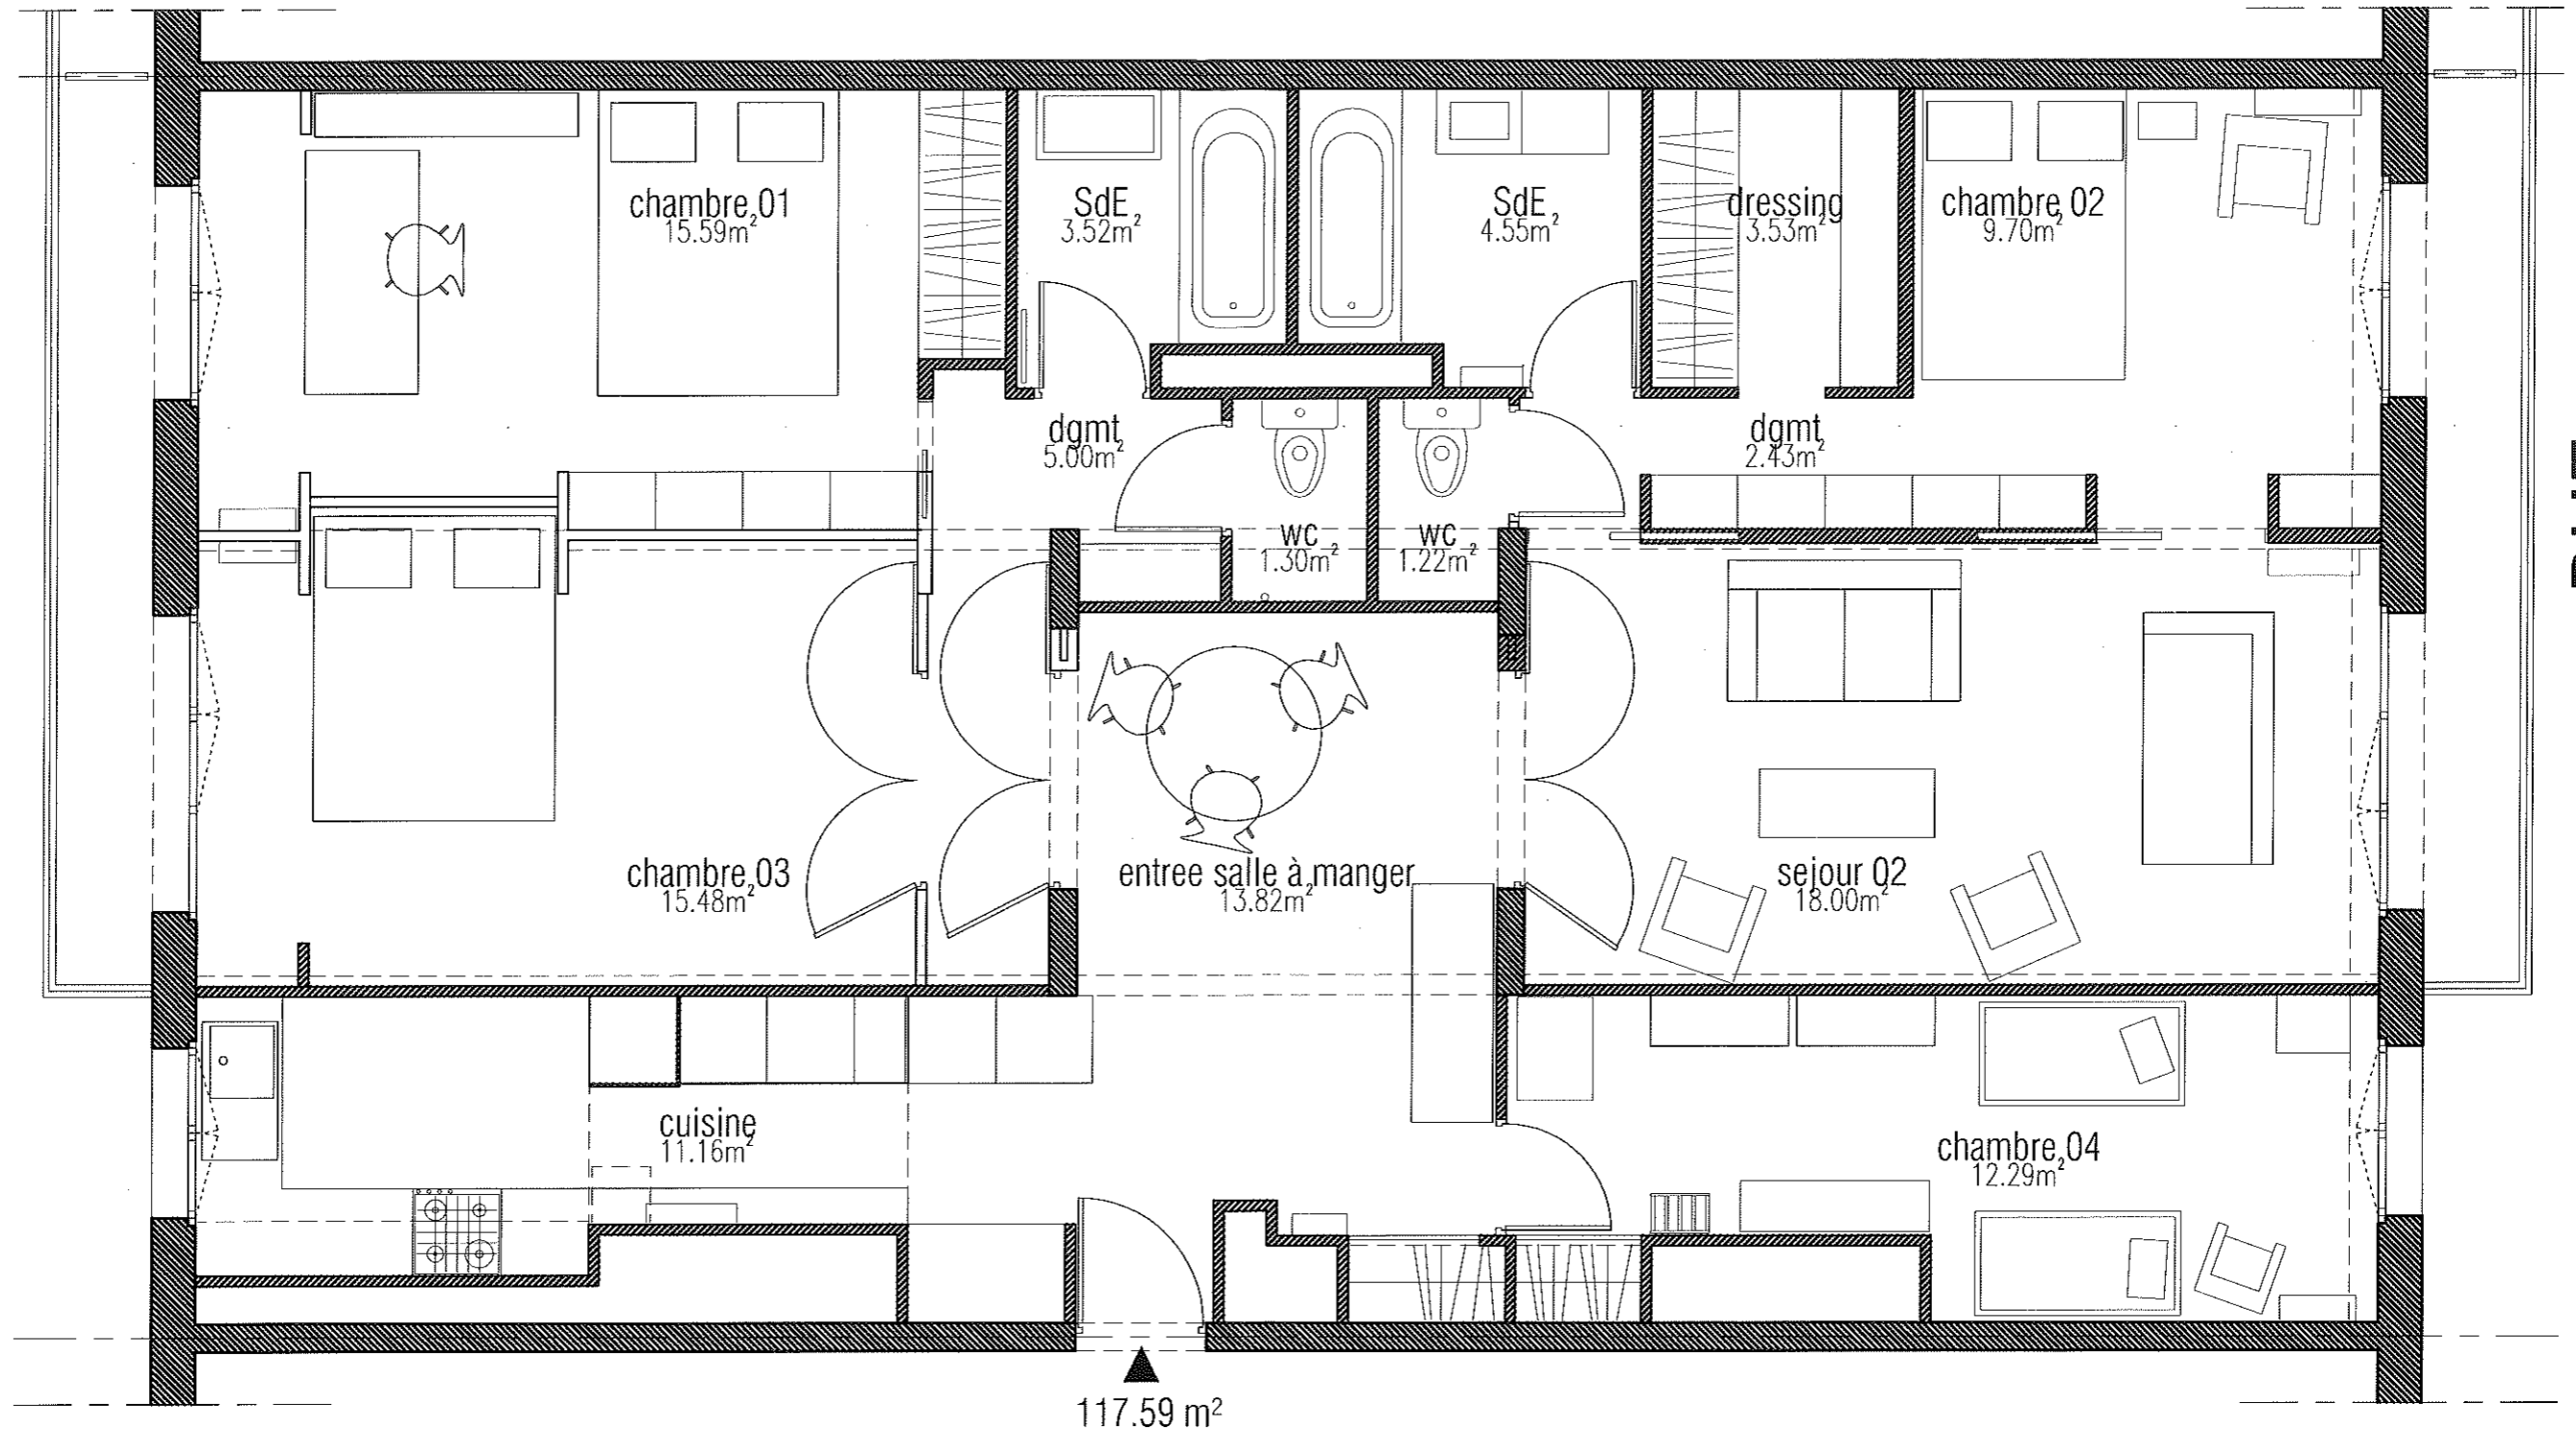 chambre 01
15.59m²
SdE
3.52m²
SdE
4.55m²
dressing
3.53m²
chambre 02
9.70m²
dgmt
5.00m²
dgmt
2.43m²
wc
1.30m²
wc
1.22m²
chambre 03
15.48m²
entree salle à manger
13.82m²
sejour 02
18.00m²
cuisine
11.16m²
chambre 04
12.29m²
117.59 m²